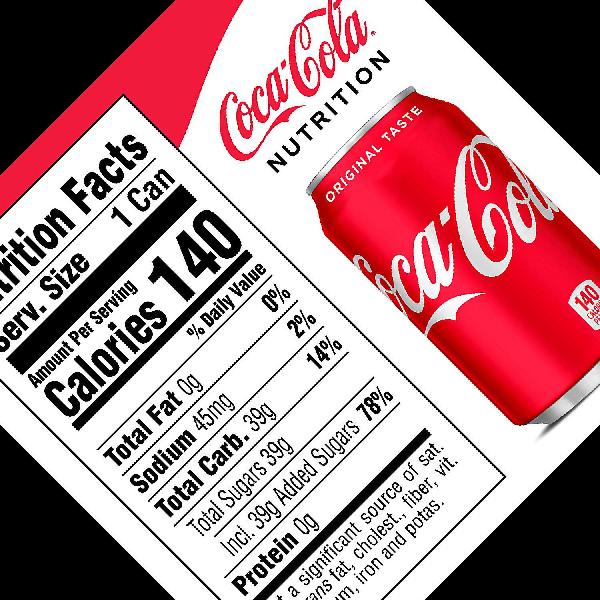 Coca-Cola
NUTRITION
ORIGINAL TASTE
Coca-Cola
140
Nutrition Facts
Serv. Size 1 Can
Amount Per Serving
Calories 140
% Daily Value
Total Fat 0g 0%
Sodium 45mg 2%
Total Carb. 39g 14%
Total Sugars 39g
Incl. 39g Added Sugars 78%
Protein 0g
t a significant source of sat.
ans fat, cholest., fiber, vit.
m, iron and potas.